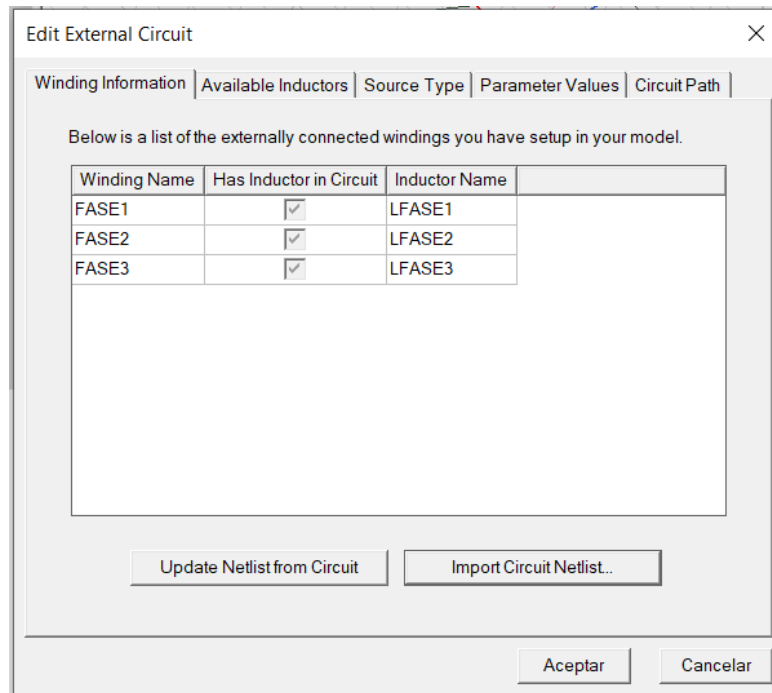 Edit External Circuit
Winding Information Available Inductors Source Type Parameter Values Circuit Path
Below is a list of the externally connected windings you have setup in your model.
Winding Name Has Inductor in Circuit Inductor Name
FASE1 LFASE1
FASE2 LFASE2
FASE3 LFASE3
Update Netlist from Circuit Import Circuit Netlist...
Aceptar Cancelar